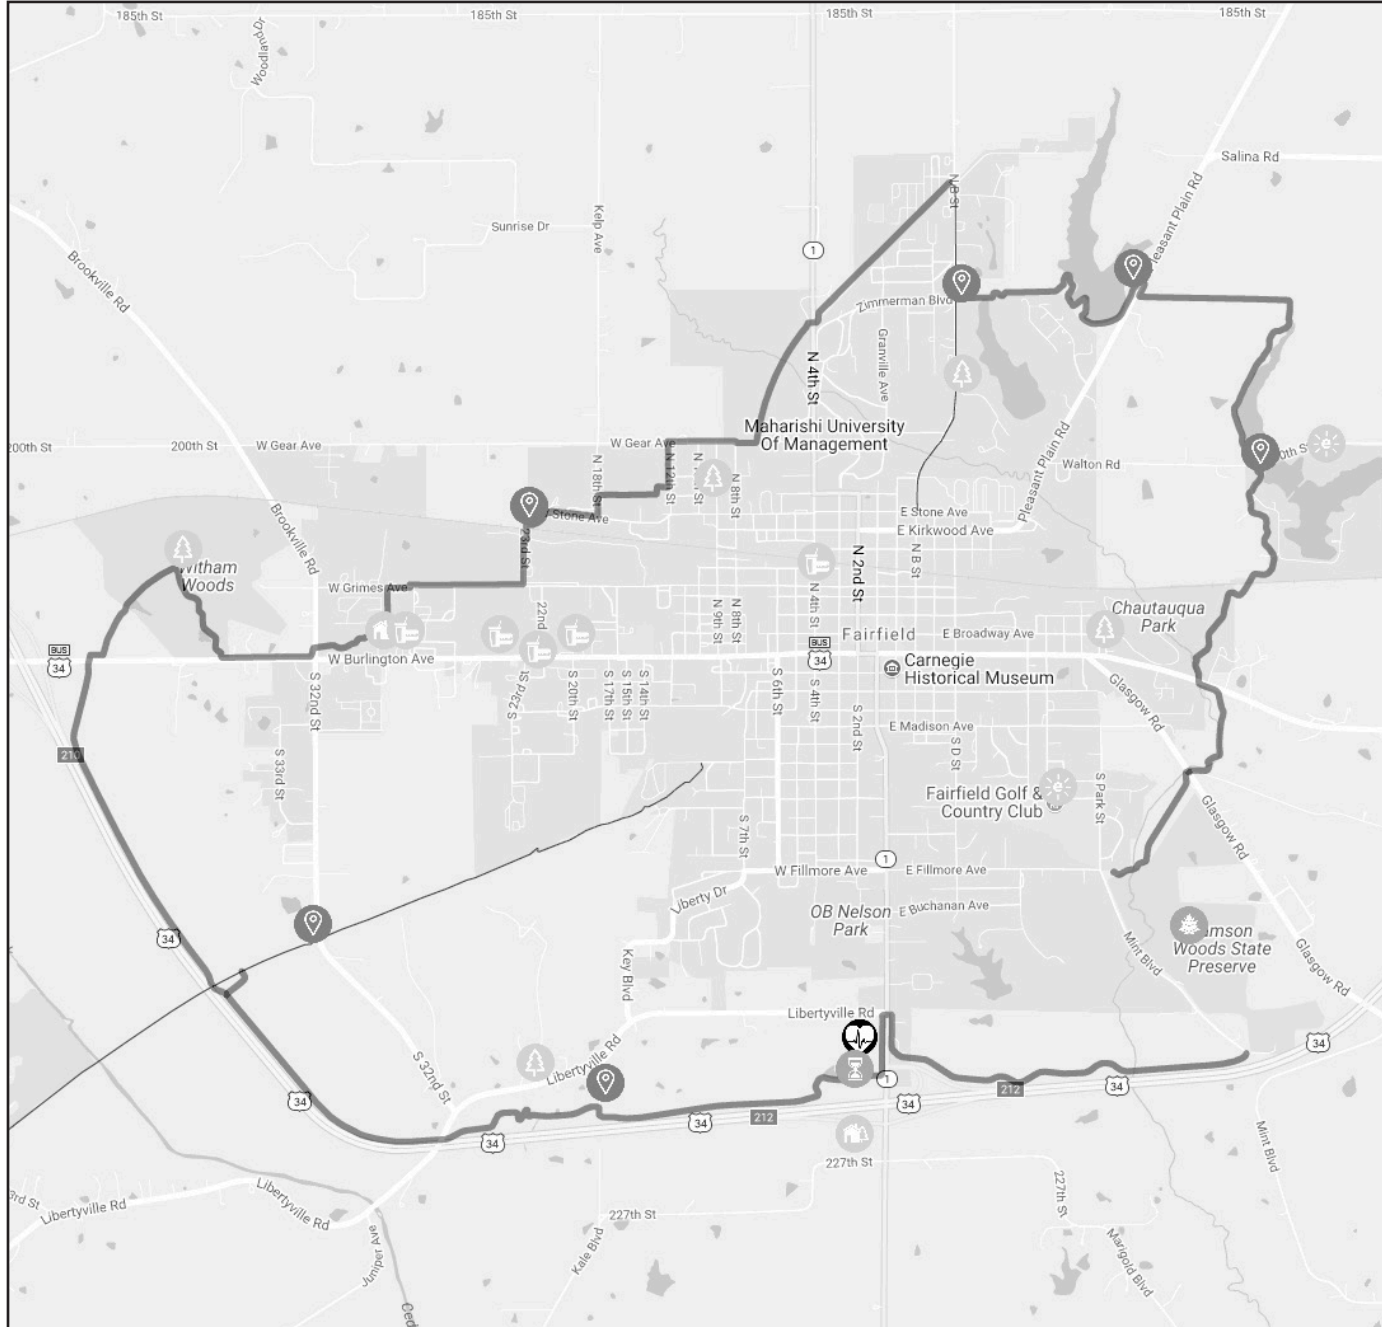 185th St
185th St
185th St
185th St
Woodland Dr
Salina Rd
N B St
Pleasant Plain Rd
Kelp Ave
Sunrise Dr
1
Brookville Rd
Zimmerman Blvd
Granville Ave
N 4th St
Maharishi University
Of Management
200th St
W Gear Ave
W Gear Ave
N 18th St
N 12th St
N 8th St
Walton Rd
Pleasant Plain Rd
E Stone Ave
E Kirkwood Ave
Stone Ave
Brookville Rd
23rd St
N B St
N 2nd St
Witham
Woods
W Grimes Ave
22nd
N 9th St
N 8th St
N 4th St
Chautauqua
Park
BUS
34
W Burlington Ave
BUS
34
Fairfield
E Broadway Ave
Carnegie
Historical Museum
S 32nd St
S 23rd St
S 20th St
S 17th St
S 15th St
S 14th St
S 6th St
S 4th St
S 2nd St
E Madison Ave
S D St
Glasgow Rd
210
S 33rd St
Fairfield Golf &
Country Club
S Park St
Glasgow Rd
S 7th St
1
W Fillmore Ave
E Fillmore Ave
Liberty Dr
OB Nelson
Park
E Buchanan Ave
34
Key Blvd
Mint Blvd
Woods State
Preserve
Glasgow Rd
Libertyville Rd
34
34
S 32nd St
Libertyville Rd
1
212
34
34
34
34
212
Mint Blvd
227th St
227th St
Libertyville Rd
Libertyville Rd
227th St
Juniper Ave
Kale Blvd
Marigold Blvd